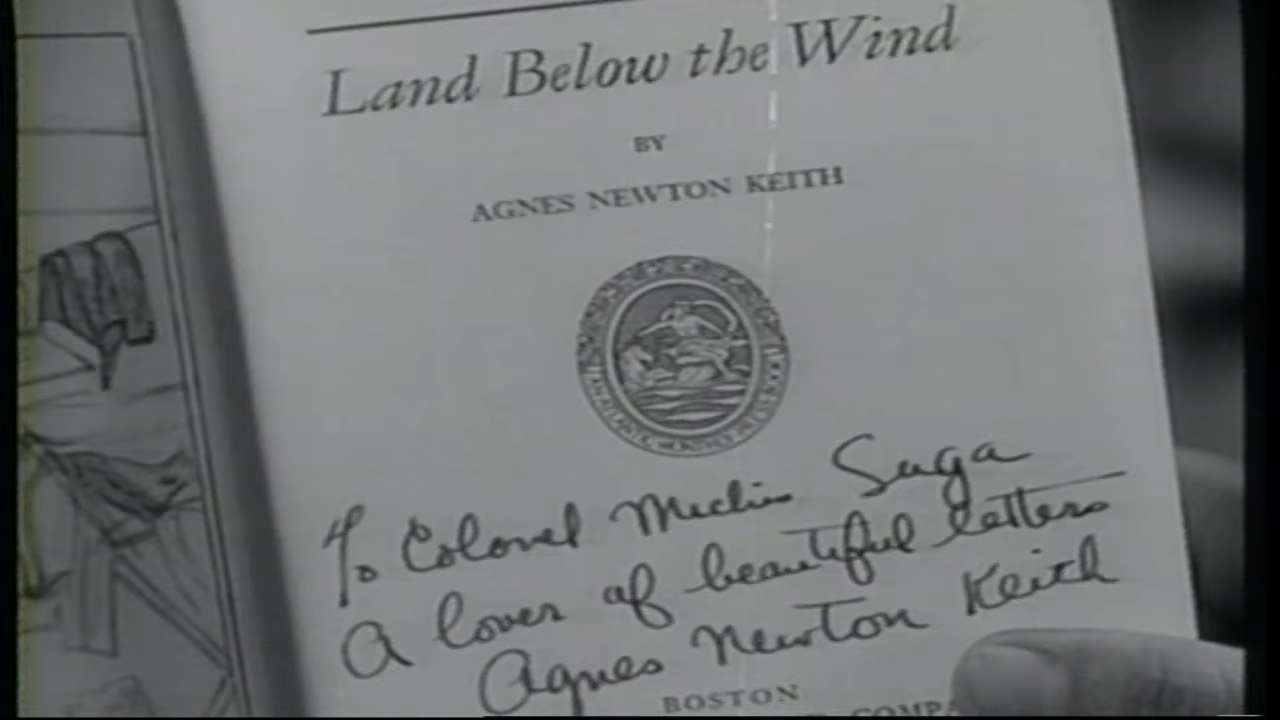 Land Below the Wind
BY
AGNES NEWTON KEITH
To Colonel Michio Suga
A lover of beautiful letters
Agnes Newton Keith
BOSTON